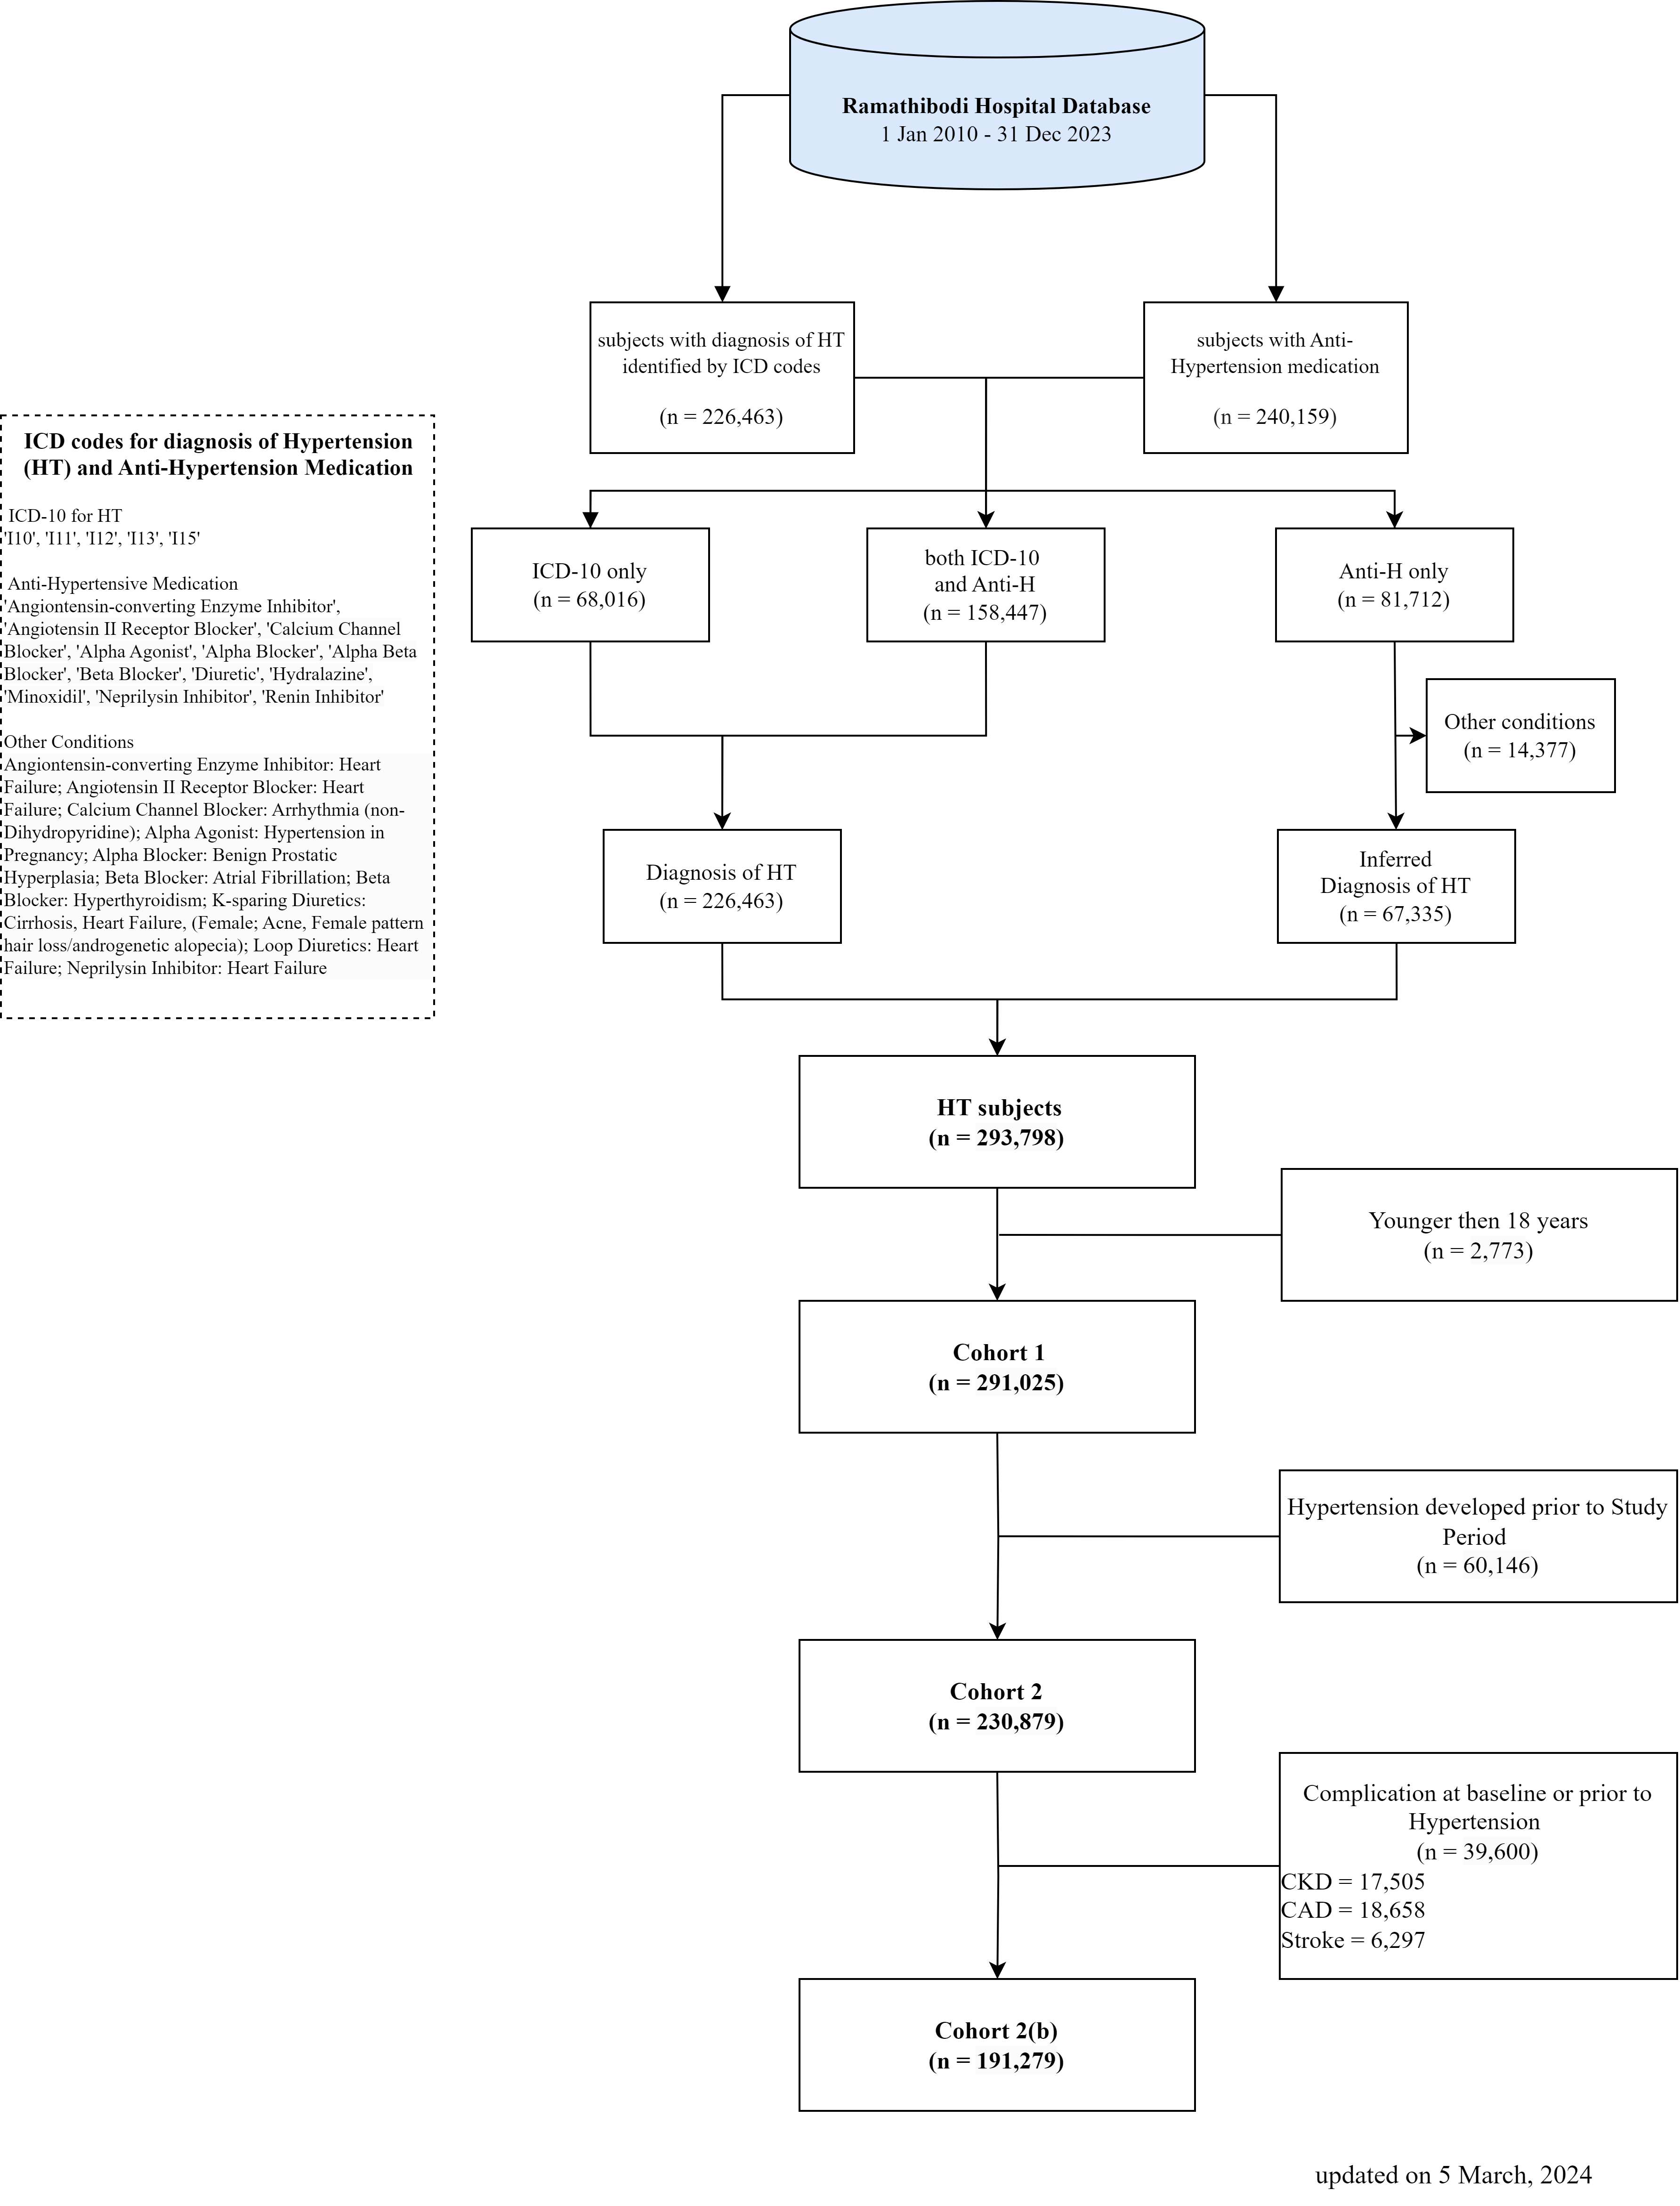 Ramathibodi Hospital Database
1 Jan 2010 - 31 Dec 2023
subjects with diagnosis of HT
identified by ICD codes
(n = 226,463)
subjects with Anti-
Hypertension medication
(n = 240,159)
ICD codes for diagnosis of Hypertension
(HT) and Anti-Hypertension Medication
ICD-10 for HT
'I10', 'I11', 'I12', 'I13', 'I15'
Anti-Hypertensive Medication
'Angiontensin-converting Enzyme Inhibitor',
'Angiotensin II Receptor Blocker', 'Calcium Channel
Blocker', 'Alpha Agonist', 'Alpha Blocker', 'Alpha Beta
Blocker', 'Beta Blocker', 'Diuretic', 'Hydralazine',
'Minoxidil', 'Neprilysin Inhibitor', 'Renin Inhibitor'
Other Conditions
Angiontensin-converting Enzyme Inhibitor: Heart
Failure; Angiotensin II Receptor Blocker: Heart
Failure; Calcium Channel Blocker: Arrhythmia (non-
Dihydropyridine); Alpha Agonist: Hypertension in
Pregnancy; Alpha Blocker: Benign Prostatic
Hyperplasia; Beta Blocker: Atrial Fibrillation; Beta
Blocker: Hyperthyroidism; K-sparing Diuretics:
Cirrhosis, Heart Failure, (Female; Acne, Female pattern
hair loss/androgenetic alopecia); Loop Diuretics: Heart
Failure; Neprilysin Inhibitor: Heart Failure
ICD-10 only
(n = 68,016)
both ICD-10
and Anti-H
(n = 158,447)
Anti-H only
(n = 81,712)
Other conditions
(n = 14,377)
Diagnosis of HT
(n = 226,463)
Inferred
Diagnosis of HT
(n = 67,335)
HT subjects
(n = 293,798)
Younger then 18 years
(n = 2,773)
Cohort 1
(n = 291,025)
Hypertension developed prior to Study
Period
(n = 60,146)
Cohort 2
(n = 230,879)
Complication at baseline or prior to
Hypertension
(n = 39,600)
CKD = 17,505
CAD = 18,658
Stroke = 6,297
Cohort 2(b)
(n = 191,279)
updated on 5 March, 2024